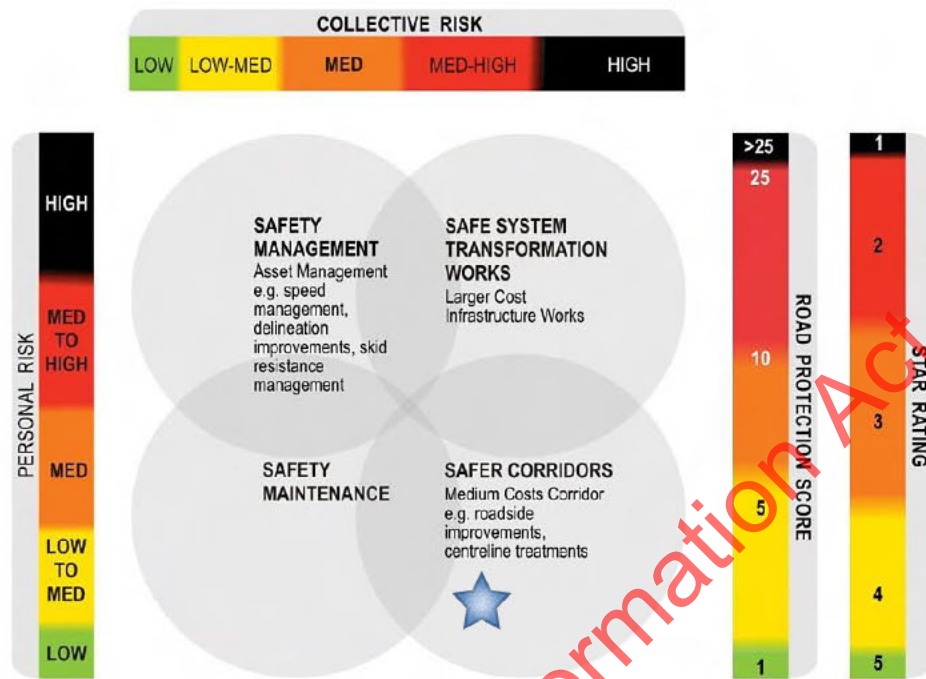 COLLECTIVE RISK
LOW LOW-MED MED MED-HIGH HIGH
PERSONAL RISK
HIGH
MED
TO
HIGH
MED
LOW
TO
MED
LOW
SAFETY
MANAGEMENT
Asset Management
e.g. speed
management,
delineation
improvements, skid
resistance
management
SAFE SYSTEM
TRANSFORMATION
WORKS
Larger Cost
Infrastructure Works
SAFETY
MAINTENANCE
SAFER CORRIDORS
Medium Costs Corridor
e.g. roadside
improvements,
centreline treatments
>25
25
10
5
1
ROAD PROTECTION SCORE
1
2
3
4
5
STAR RATING
ormation Act